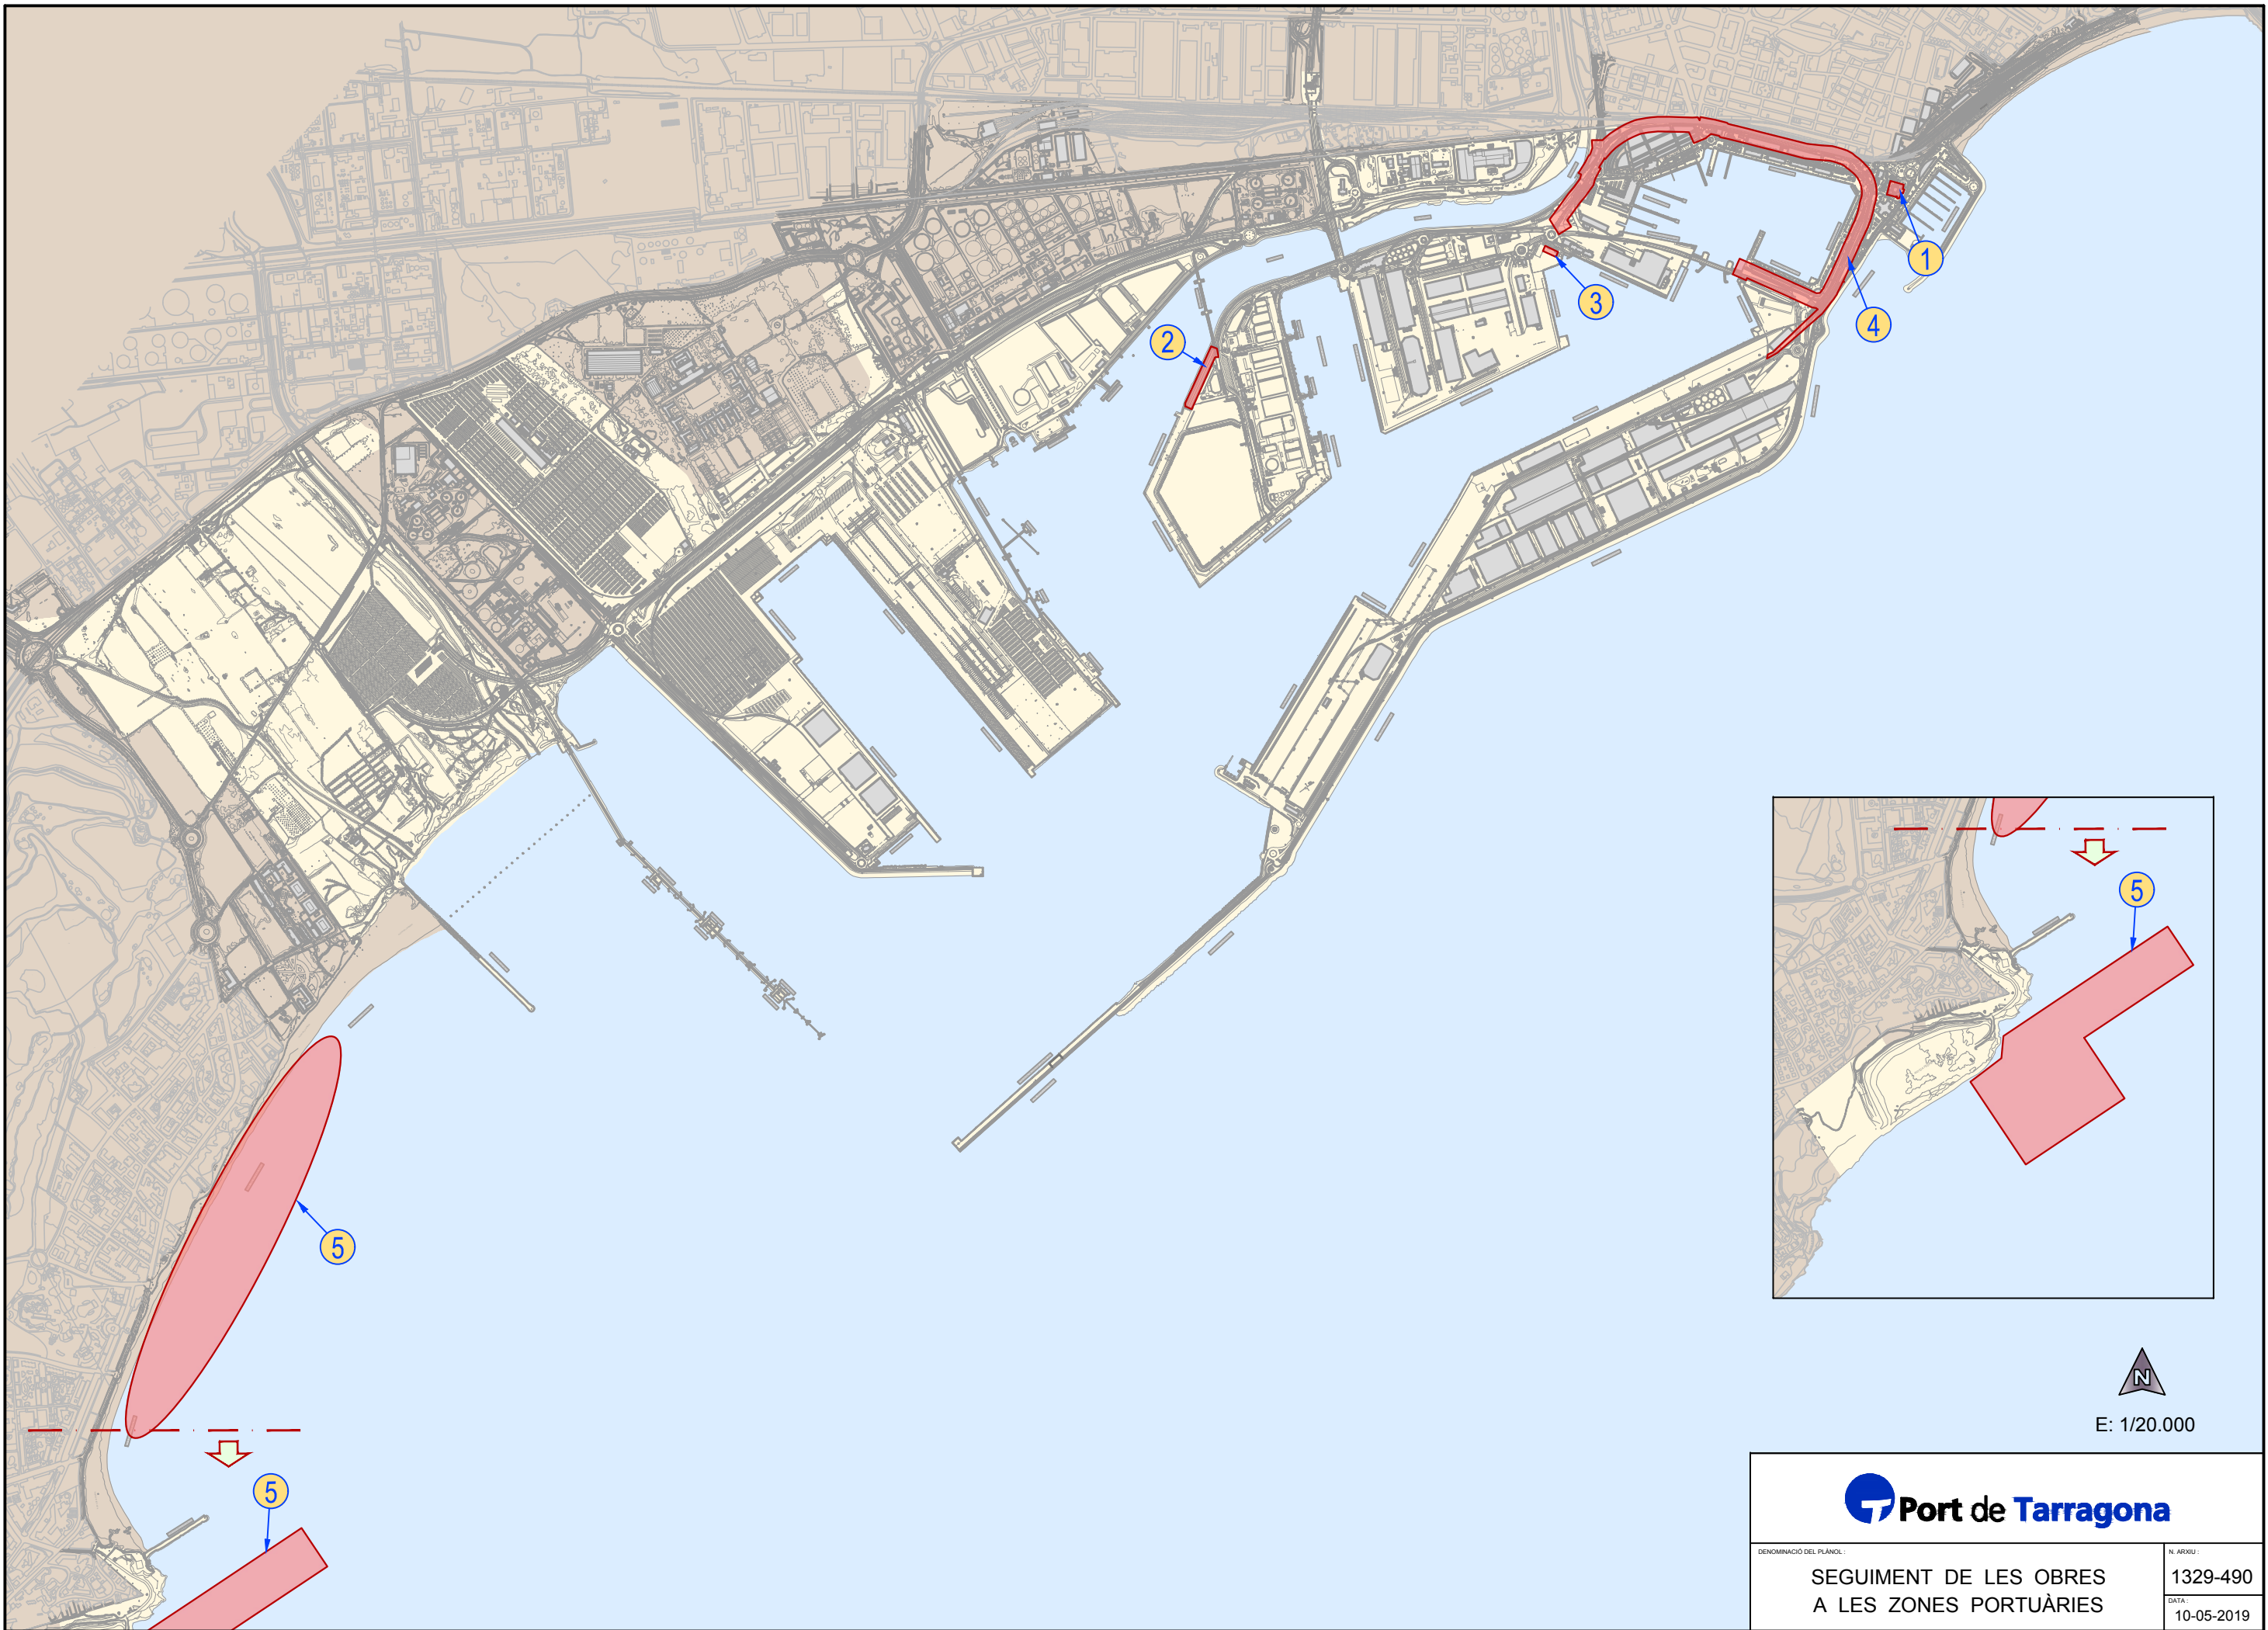 1
2
3
4
5
5
5
N
E: 1/20.000
Port de Tarragona
DENOMINACIÓ DEL PLÀNOL :
SEGUIMENT DE LES OBRES
A LES ZONES PORTUÀRIES
N. ARXIU :
1329-490
DATA :
10-05-2019